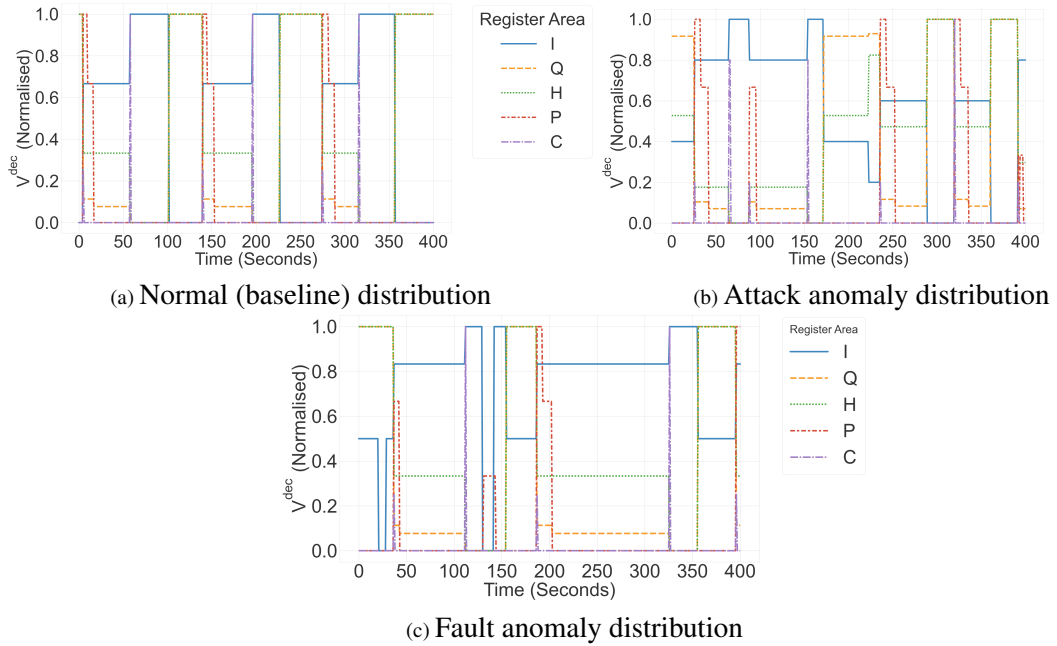 1.0
0.8
0.6
0.4
0.2
0.0
V^dec (Normalised)
0 50 100 150 200 250 300 350 400
Time (Seconds)
Register Area
I
Q
H
P
C
1.0
0.8
0.6
0.4
0.2
0.0
V^dec (Normalised)
0 50 100 150 200 250 300 350 400
Time (Seconds)
(a) Normal (baseline) distribution
(b) Attack anomaly distribution
1.0
0.8
0.6
0.4
0.2
0.0
V^dec (Normalised)
0 50 100 150 200 250 300 350 400
Time (Seconds)
Register Area
I
Q
H
P
C
(c) Fault anomaly distribution